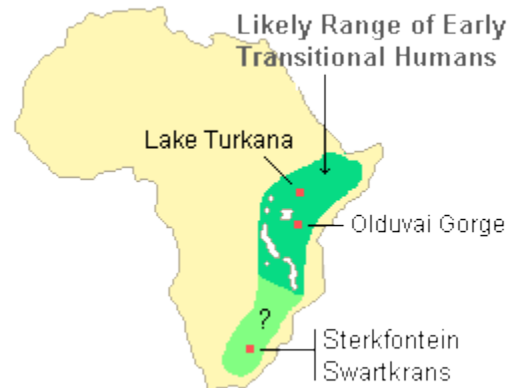 Likely Range of Early
Transitional Humans
Lake Turkana
Olduvai Gorge
?
Sterkfontein
Swartkrans